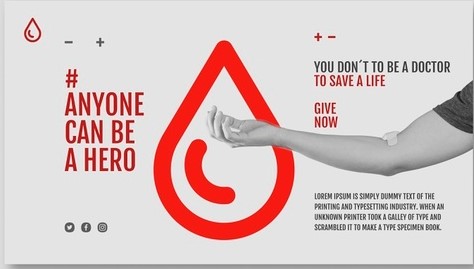 − +
#
ANYONE
CAN BE
A HERO
+ −
YOU DON´T TO BE A DOCTOR
TO SAVE A LIFE
GIVE
NOW
LOREM IPSUM IS SIMPLY DUMMY TEXT OF THE
PRINTING AND TYPESETTING INDUSTRY. WHEN AN
UNKNOWN PRINTER TOOK A GALLEY OF TYPE AND
SCRAMBLED IT TO MAKE A TYPE SPECIMEN BOOK.